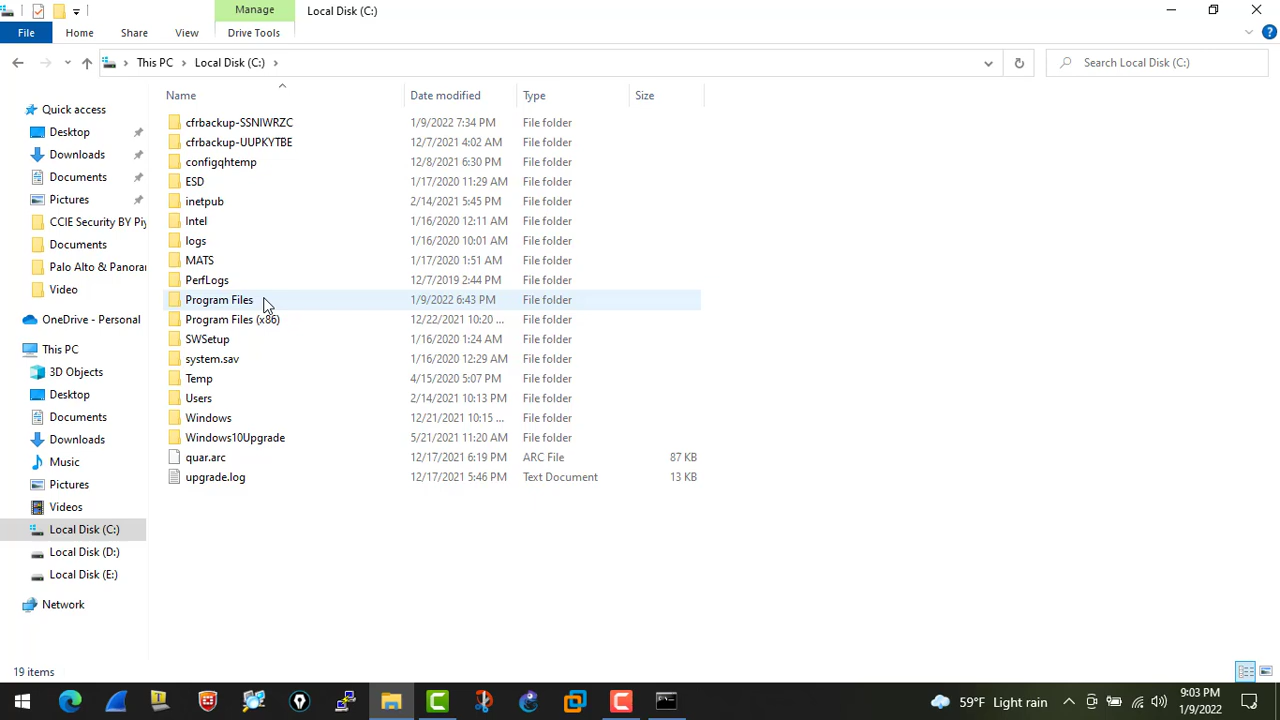 Manage
Local Disk (C:)
File
Home
Share
View
Drive Tools
This PC
Local Disk (C:)
Search Local Disk (C:)
Name
Date modified
Type
Size
Quick access
Desktop
Downloads
Documents
Pictures
CCIE Security BY Piy
Documents
Palo Alto & Panorar
Video
OneDrive - Personal
This PC
3D Objects
Desktop
Documents
Downloads
Music
Pictures
Videos
Local Disk (C:)
Local Disk (D:)
Local Disk (E:)
Network
cfrbackup-SSNIWRZC 1/9/2022 7:34 PM File folder
cfrbackup-UUPKYTBE 12/7/2021 4:02 AM File folder
configqhtemp 12/8/2021 6:30 PM File folder
ESD 1/17/2020 11:29 AM File folder
inetpub 2/14/2021 5:45 PM File folder
Intel 1/16/2020 12:11 AM File folder
logs 1/16/2020 10:01 AM File folder
MATS 1/17/2020 1:51 AM File folder
PerfLogs 12/7/2019 2:44 PM File folder
Program Files 1/9/2022 6:43 PM File folder
Program Files (x86) 12/22/2021 10:20 ... File folder
SWSetup 1/16/2020 1:24 AM File folder
system.sav 1/16/2020 12:29 AM File folder
Temp 4/15/2020 5:07 PM File folder
Users 2/14/2021 10:13 PM File folder
Windows 12/21/2021 10:15 ... File folder
Windows10Upgrade 5/21/2021 11:20 AM File folder
quar.arc 12/17/2021 6:19 PM ARC File 87 KB
upgrade.log 12/17/2021 5:46 PM Text Document 13 KB
19 items
59°F Light rain
9:03 PM
1/9/2022